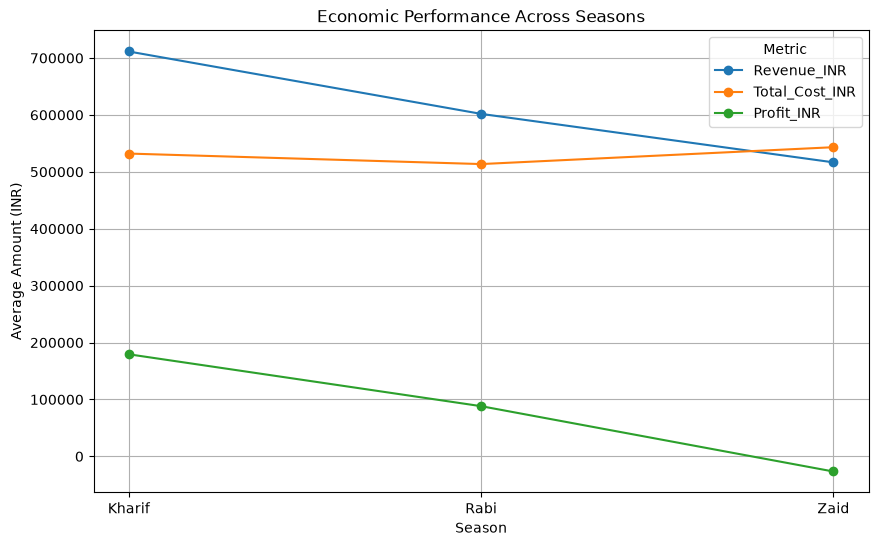 Economic Performance Across Seasons
Metric
Revenue_INR
Total_Cost_INR
Profit_INR
Average Amount (INR)
700000
600000
500000
400000
300000
200000
100000
0
Kharif
Rabi
Zaid
Season